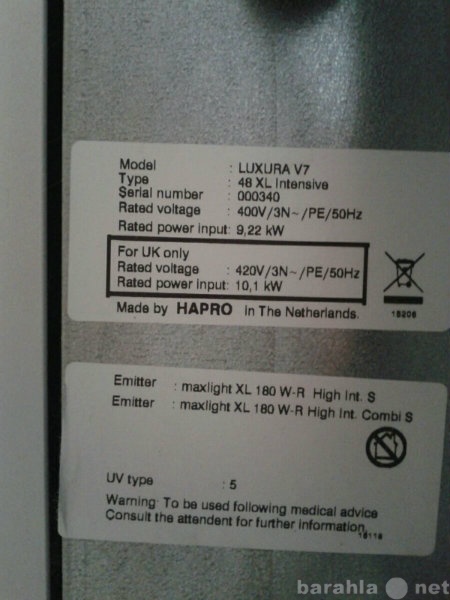 Model : LUXURA V7
Type : 48 XL Intensive
Serial number : 000340
Rated voltage : 400V/3N~/PE/50Hz
Rated power input: 9,22 kW
For UK only
Rated voltage : 420V/3N~/PE/50Hz
Rated power input: 10,1 kW
Made by HAPRO in The Netherlands.
15206
Emitter : maxlight XL 180 W-R High Int. S
Emitter : maxlight XL 180 W-R High Int. Combi S
UV type : 5
Warning: To be used following medical advice
Consult the attendent for further information.
15116
barahla.net